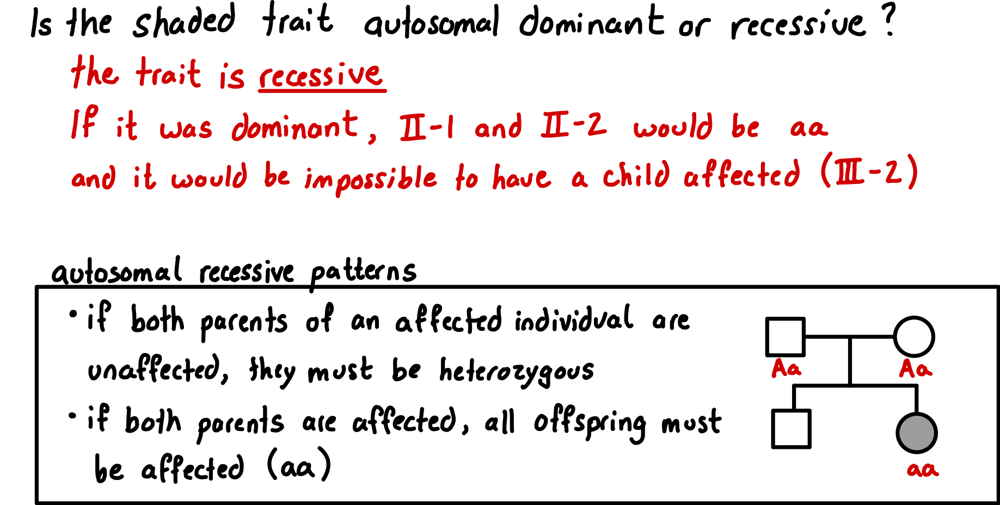 Is the shaded trait autosomal dominant or recessive?
the trait is recessive
If it was dominant, II-1 and II-2 would be aa
and it would be impossible to have a child affected (III-2)
autosomal recessive patterns
• if both parents of an affected individual are
unaffected, they must be heterozygous
• if both parents are affected, all offspring must
be affected (aa)
Aa Aa
aa